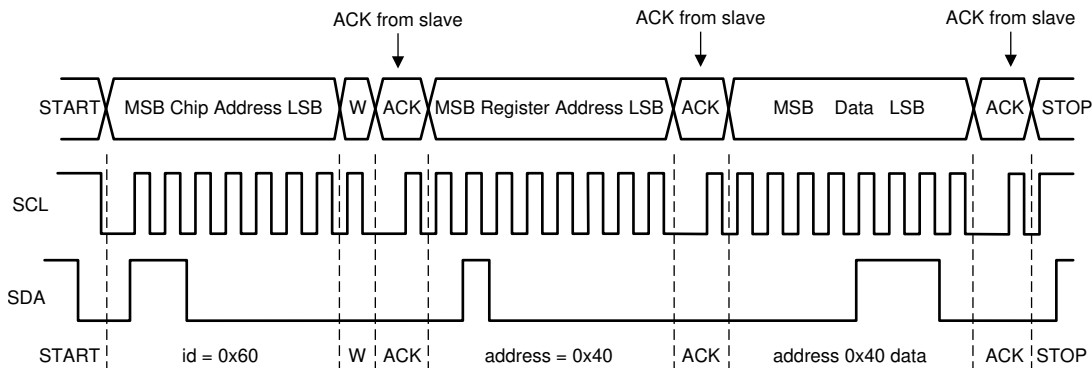 ACK from slave ACK from slave ACK from slave
START MSB Chip Address LSB W ACK MSB Register Address LSB ACK MSB Data LSB ACK STOP
SCL
SDA
START id = 0x60 W ACK address = 0x40 ACK address 0x40 data ACK STOP